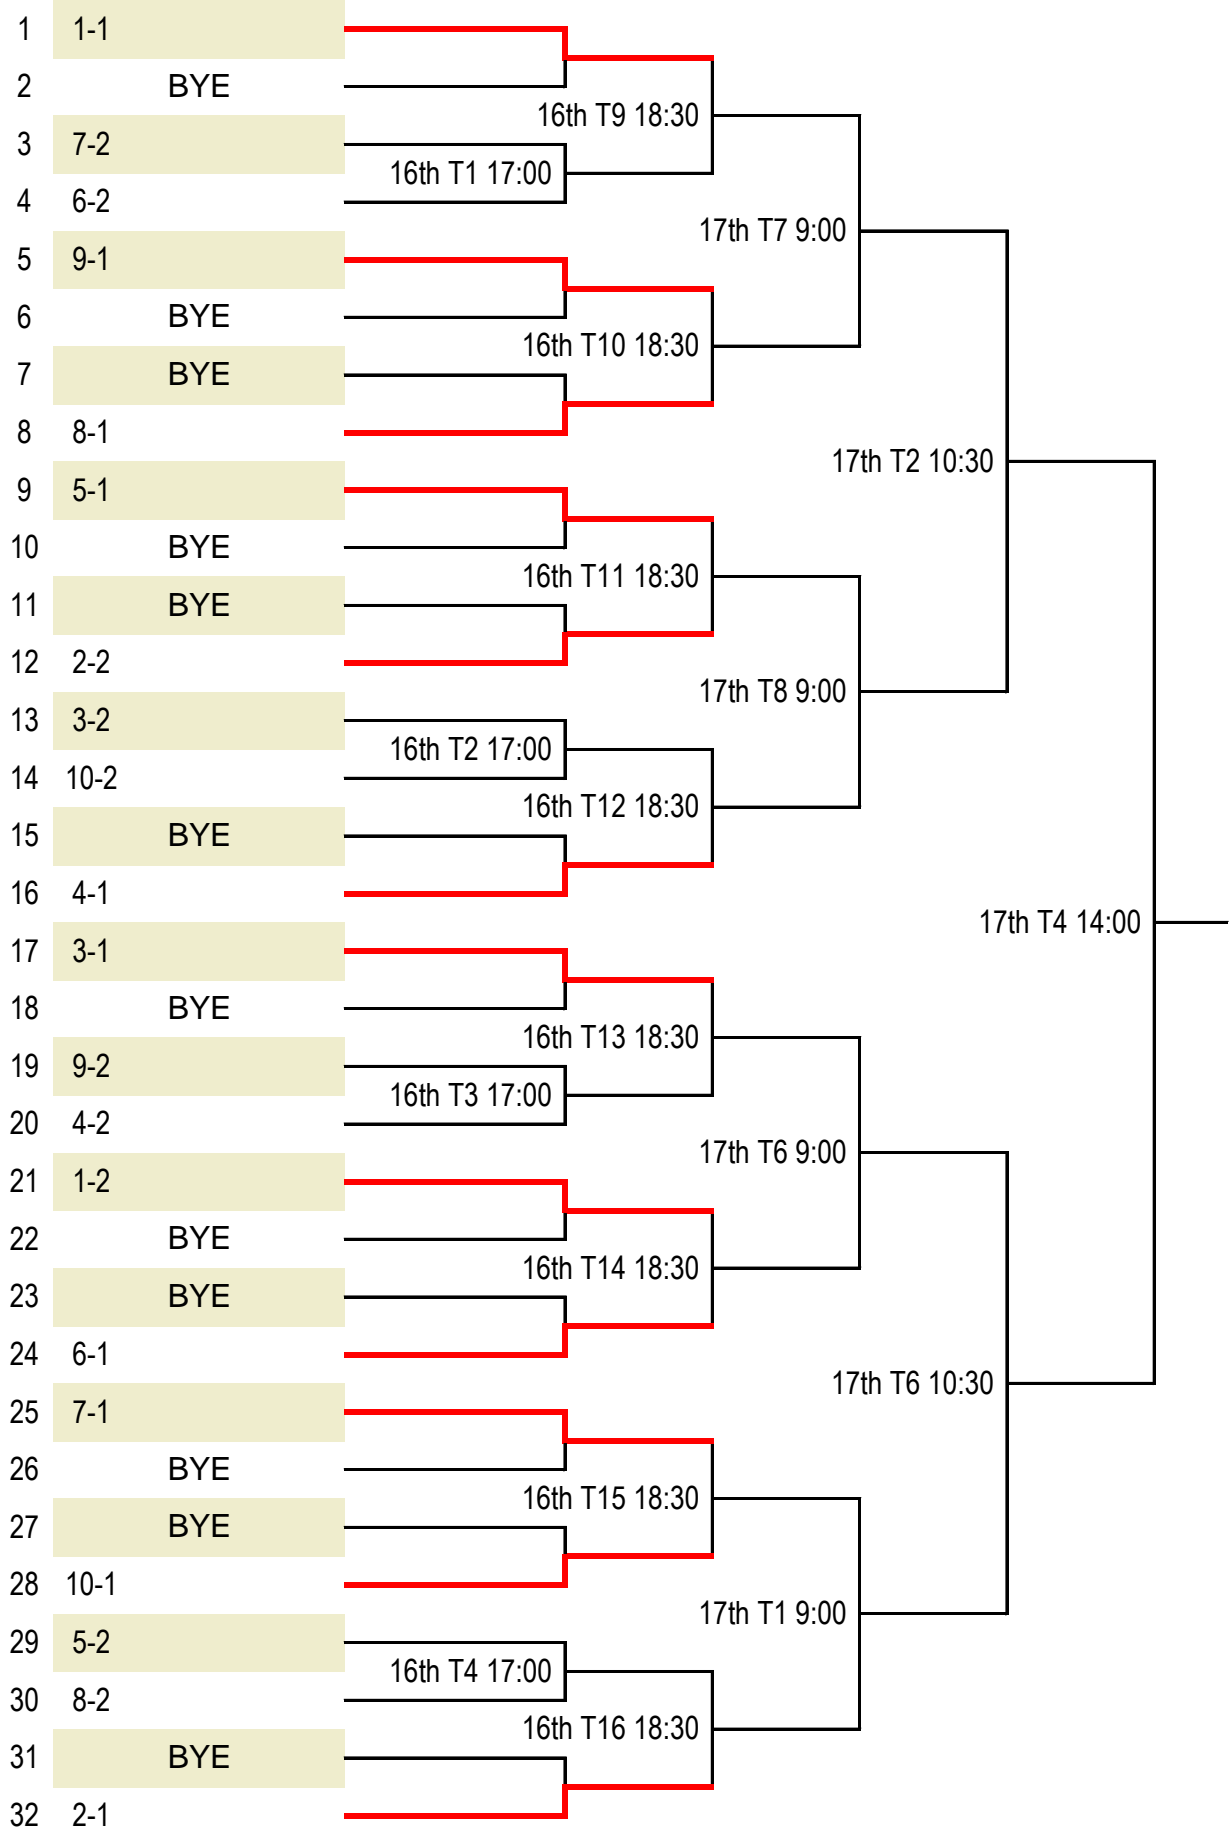 1 1-1
2 BYE
16th T9 18:30
3 7-2
16th T1 17:00
4 6-2
17th T7 9:00
5 9-1
6 BYE
16th T10 18:30
7 BYE
8 8-1
17th T2 10:30
9 5-1
10 BYE
16th T11 18:30
11 BYE
12 2-2
17th T8 9:00
13 3-2
16th T2 17:00
14 10-2
16th T12 18:30
15 BYE
16 4-1
17th T4 14:00
17 3-1
18 BYE
16th T13 18:30
19 9-2
16th T3 17:00
20 4-2
17th T6 9:00
21 1-2
22 BYE
16th T14 18:30
23 BYE
24 6-1
17th T6 10:30
25 7-1
26 BYE
16th T15 18:30
27 BYE
28 10-1
17th T1 9:00
29 5-2
16th T4 17:00
30 8-2
16th T16 18:30
31 BYE
32 2-1